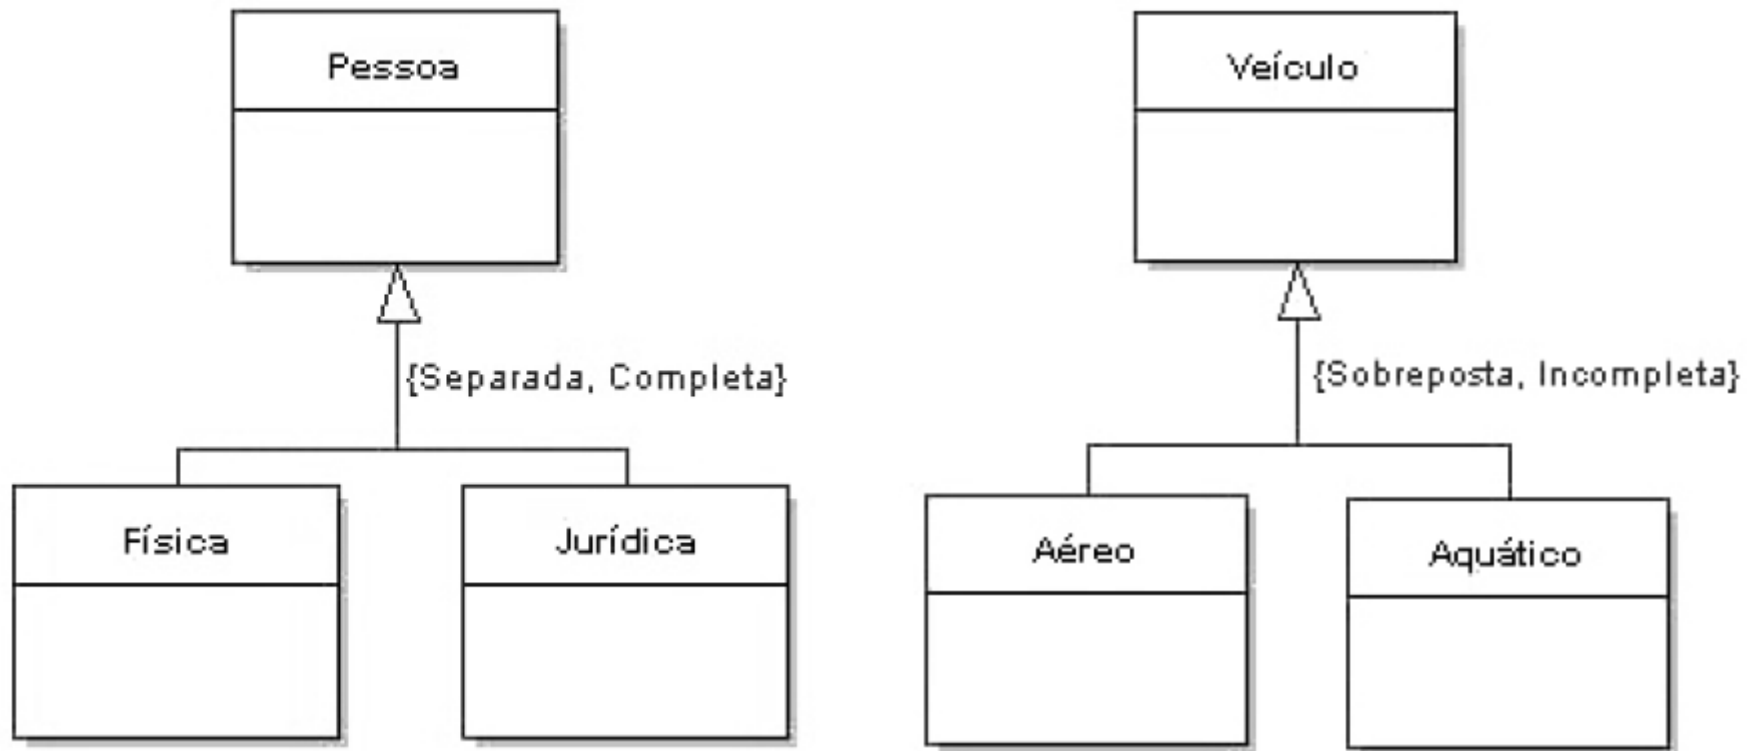 Pessoa
Veículo
{Separada, Completa}
{Sobreposta, Incompleta}
Física
Jurídica
Aéreo
Aquático